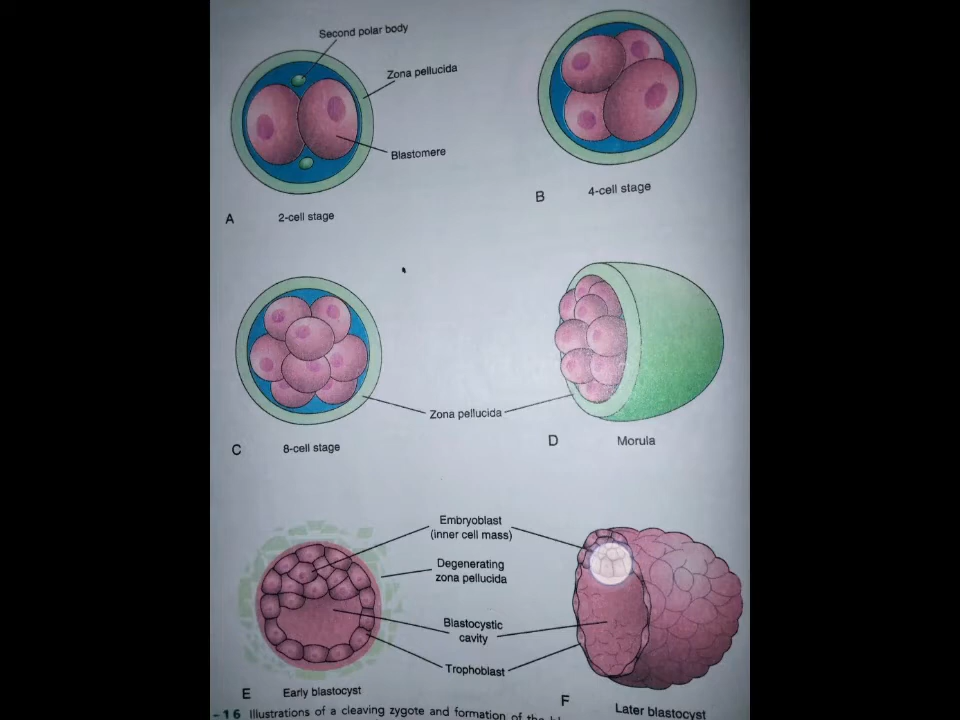 Second polar body
Zona pellucida
Blastomere
A
2-cell stage
B
4-cell stage
Zona pellucida
C
8-cell stage
D
Morula
Embryoblast
(inner cell mass)
Degenerating
zona pellucida
Blastocystic
cavity
Trophoblast
E
Early blastocyst
F
Later blastocyst
-16 Illustrations of a cleaving zygote and formation of the